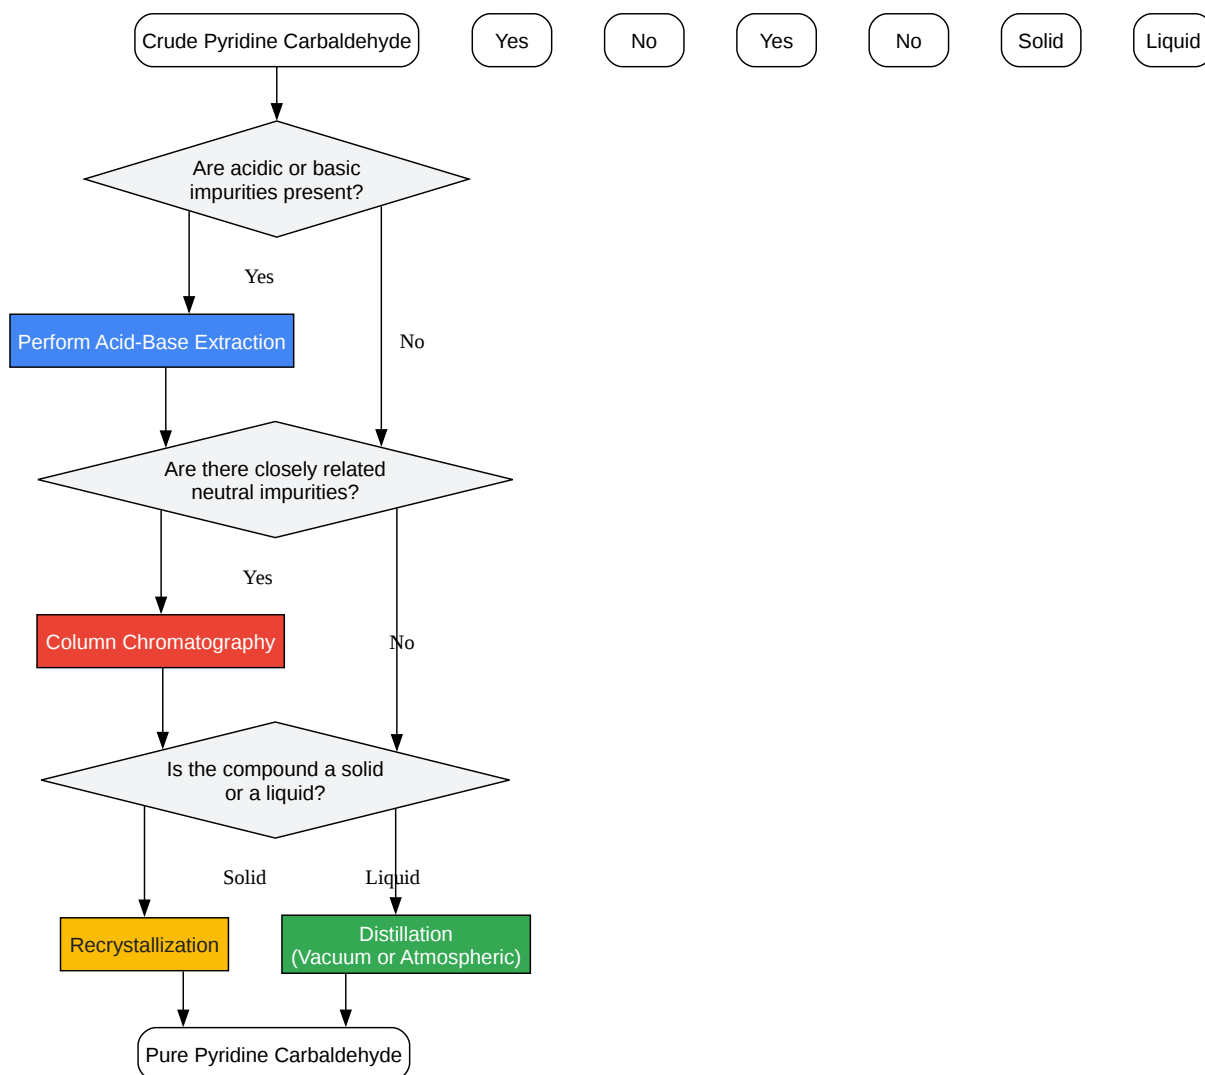 Crude Pyridine Carbaldehyde
Yes
No
Yes
No
Solid
Liquid
Are acidic or basic
impurities present?
Yes
Perform Acid-Base Extraction
No
Are there closely related
neutral impurities?
Yes
Column Chromatography
No
Is the compound a solid
or a liquid?
Solid
Liquid
Recrystallization
Distillation
(Vacuum or Atmospheric)
Pure Pyridine Carbaldehyde